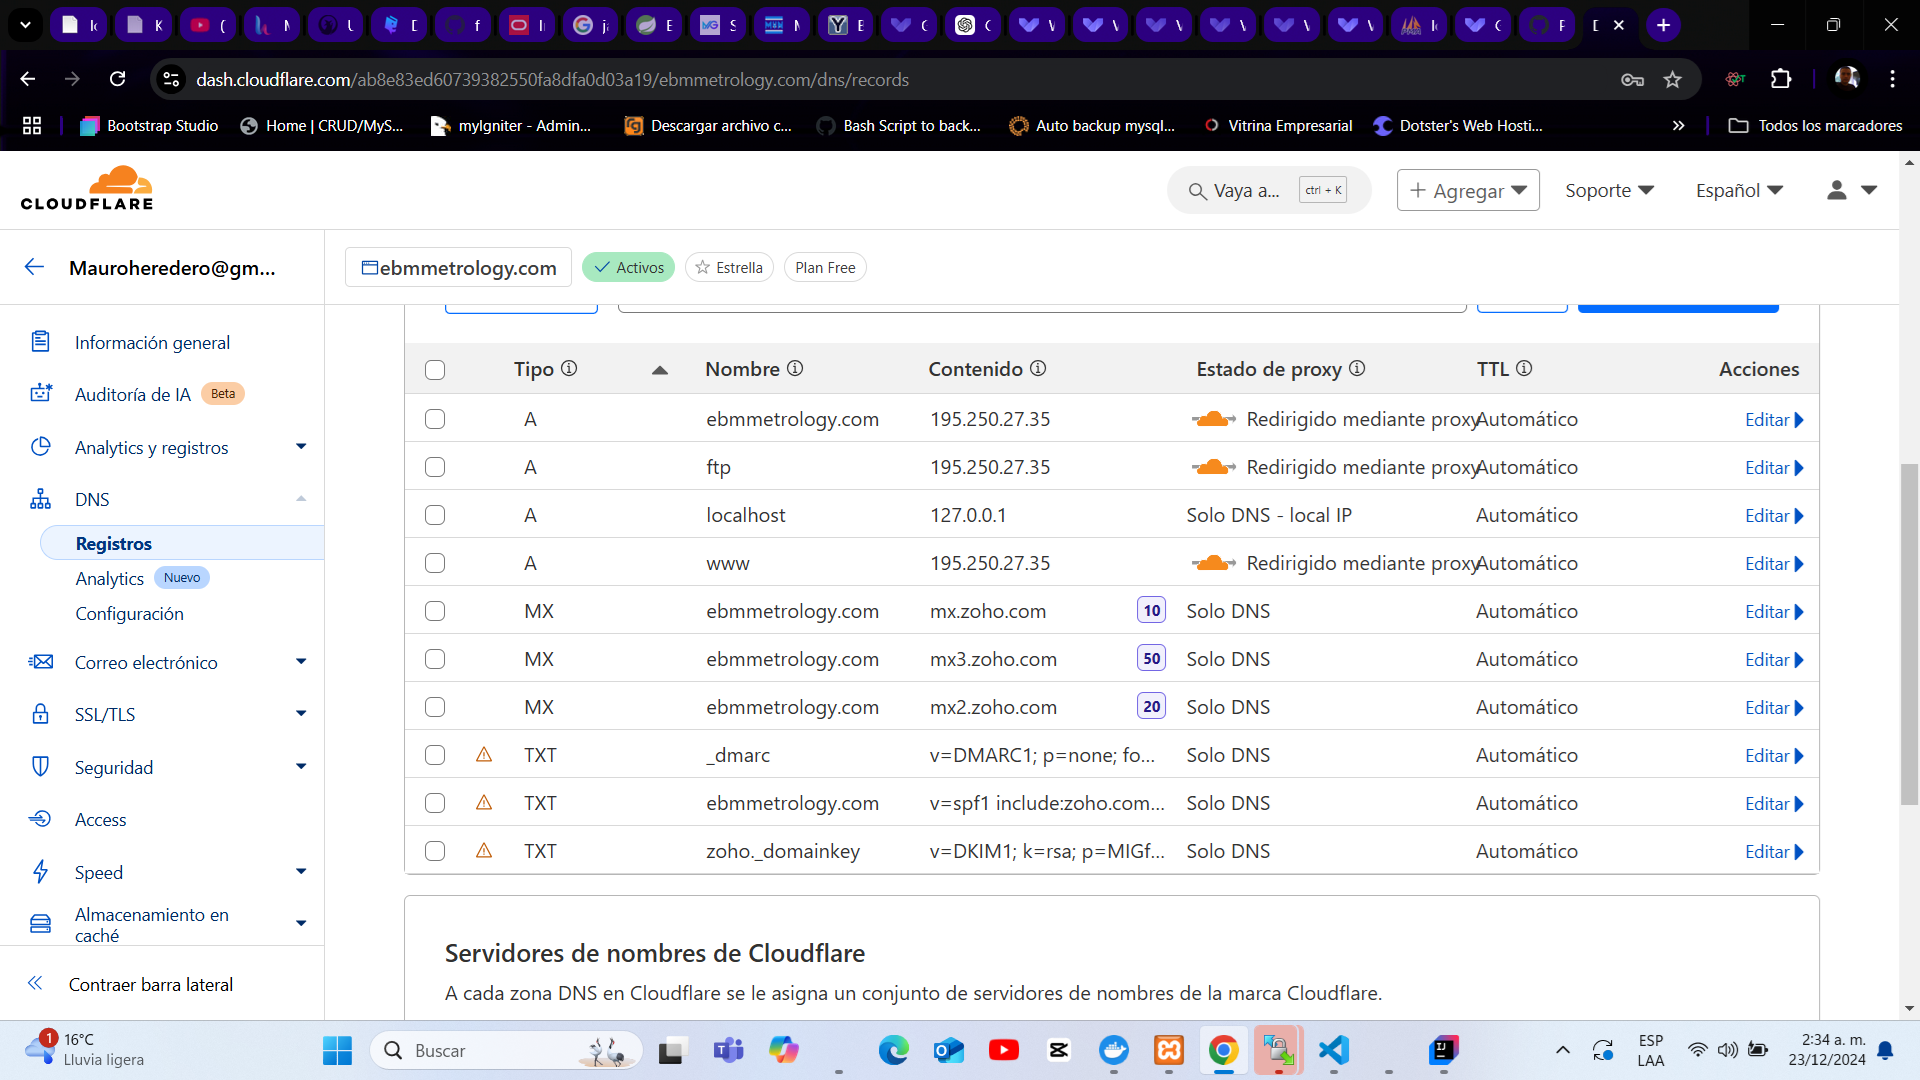 dash.cloudflare.com/ab8e83ed60739382550fa8dfa0d03a19/ebmmetrology.com/dns/records
Bootstrap Studio
Home | CRUD/MyS...
myIgniter - Admin...
Descargar archivo c...
Bash Script to back...
Auto backup mysql...
Vitrina Empresarial
Dotster's Web Hosti...
Todos los marcadores
CLOUDFLARE
Vaya a...
ctrl + K
Agregar
Soporte
Español
Mauroheredero@gm...
ebmmetrology.com
Activos
Estrella
Plan Free
Información general
Auditoría de IA
Beta
Analytics y registros
DNS
Registros
Analytics
Nuevo
Configuración
Correo electrónico
SSL/TLS
Seguridad
Access
Speed
Almacenamiento en
caché
Contraer barra lateral
Tipo Nombre Contenido Estado de proxy TTL Acciones
A ebmmetrology.com 195.250.27.35 Redirigido mediante proxy Automático Editar
A ftp 195.250.27.35 Redirigido mediante proxy Automático Editar
A localhost 127.0.0.1 Solo DNS - local IP Automático Editar
A www 195.250.27.35 Redirigido mediante proxy Automático Editar
MX ebmmetrology.com mx.zoho.com 10 Solo DNS Automático Editar
MX ebmmetrology.com mx3.zoho.com 50 Solo DNS Automático Editar
MX ebmmetrology.com mx2.zoho.com 20 Solo DNS Automático Editar
TXT _dmarc v=DMARC1; p=none; fo... Solo DNS Automático Editar
TXT ebmmetrology.com v=spf1 include:zoho.com... Solo DNS Automático Editar
TXT zoho._domainkey v=DKIM1; k=rsa; p=MIGf... Solo DNS Automático Editar
Servidores de nombres de Cloudflare
A cada zona DNS en Cloudflare se le asigna un conjunto de servidores de nombres de la marca Cloudflare.
1
16°C
Lluvia ligera
Buscar
ESP
LAA
2:34 a. m.
23/12/2024